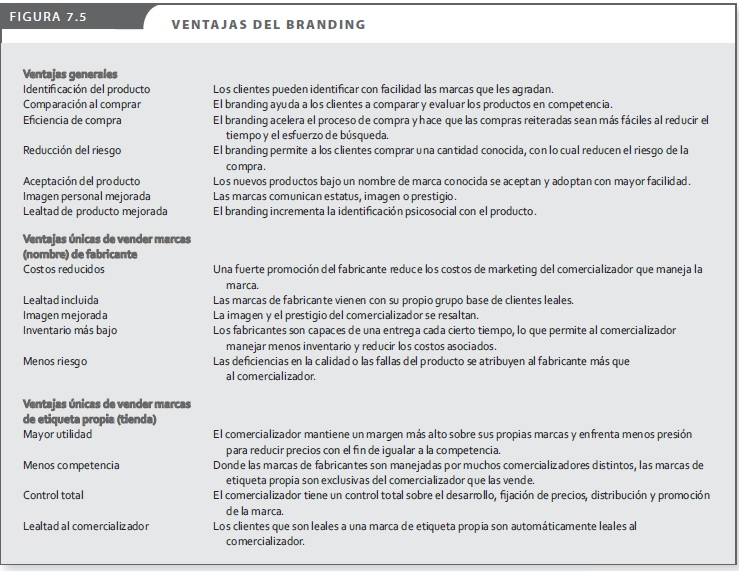 FIGURA 7.5
VENTAJAS DEL BRANDING
Ventajas generales
Identificación del producto Los clientes pueden identificar con facilidad las marcas que les agradan.
Comparación al comprar El branding ayuda a los clientes a comparar y evaluar los productos en competencia.
Eficiencia de compra El branding acelera el proceso de compra y hace que las compras reiteradas sean más fáciles al reducir el
tiempo y el esfuerzo de búsqueda.
Reducción del riesgo El branding permite a los clientes comprar una cantidad conocida, con lo cual reducen el riesgo de la
compra.
Aceptación del producto Los nuevos productos bajo un nombre de marca conocida se aceptan y adoptan con mayor facilidad.
Imagen personal mejorada Las marcas comunican estatus, imagen o prestigio.
Lealtad de producto mejorada El branding incrementa la identificación psicosocial con el producto.
Ventajas únicas de vender marcas
(nombre) de fabricante
Costos reducidos Una fuerte promoción del fabricante reduce los costos de marketing del comercializador que maneja la
marca.
Lealtad incluida Las marcas de fabricante vienen con su propio grupo base de clientes leales.
Imagen mejorada La imagen y el prestigio del comercializador se resaltan.
Inventario más bajo Los fabricantes son capaces de una entrega cada cierto tiempo, lo que permite al comercializador
manejar menos inventario y reducir los costos asociados.
Menos riesgo Las deficiencias en la calidad o las fallas del producto se atribuyen al fabricante más que
al comercializador.
Ventajas únicas de vender marcas
de etiqueta propia (tienda)
Mayor utilidad El comercializador mantiene un margen más alto sobre sus propias marcas y enfrenta menos presión
para reducir precios con el fin de igualar a la competencia.
Menos competencia Donde las marcas de fabricantes son manejadas por muchos comercializadores distintos, las marcas de
etiqueta propia son exclusivas del comercializador que las vende.
Control total El comercializador tiene un control total sobre el desarrollo, fijación de precios, distribución y promoción
de la marca.
Lealtad al comercializador Los clientes que son leales a una marca de etiqueta propia son automáticamente leales al
comercializador.